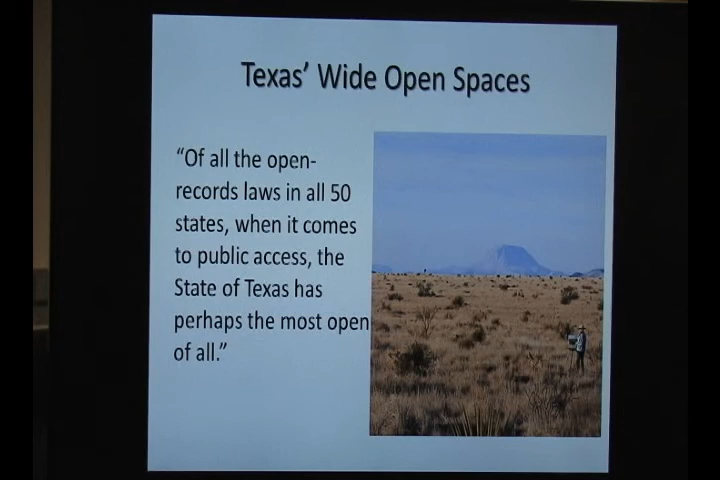 Texas’ Wide Open Spaces
“Of all the open-
records laws in all 50
states, when it comes
to public access, the
State of Texas has
perhaps the most open
of all.”